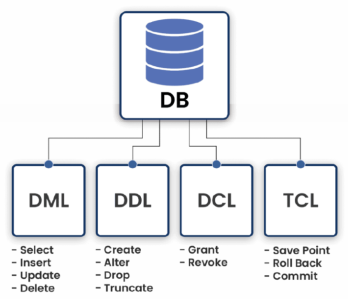 DB
DML
DDL
DCL
TCL
- Select
- Insert
- Update
- Delete
- Create
- Alter
- Drop
- Truncate
- Grant
- Revoke
- Save Point
- Roll Back
- Commit